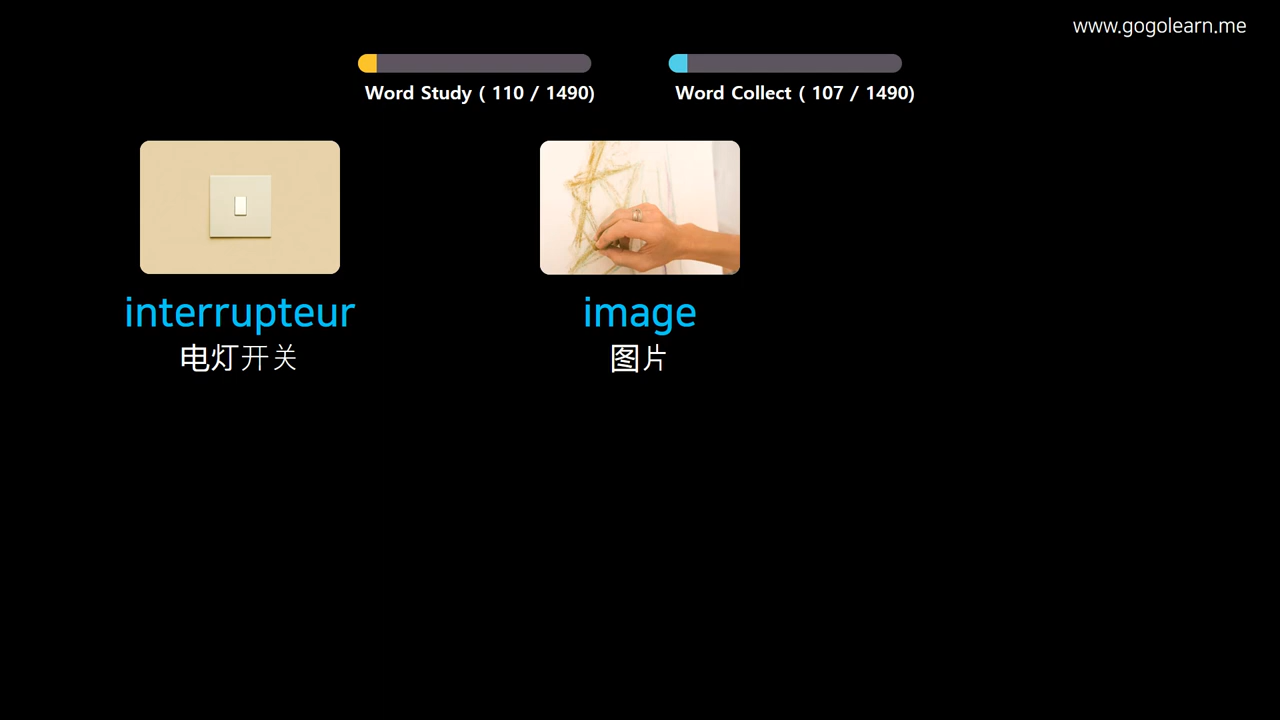 www.gogolearn.me
Word Study ( 110 / 1490)
Word Collect ( 107 / 1490)
interrupteur
电灯开关
image
图片